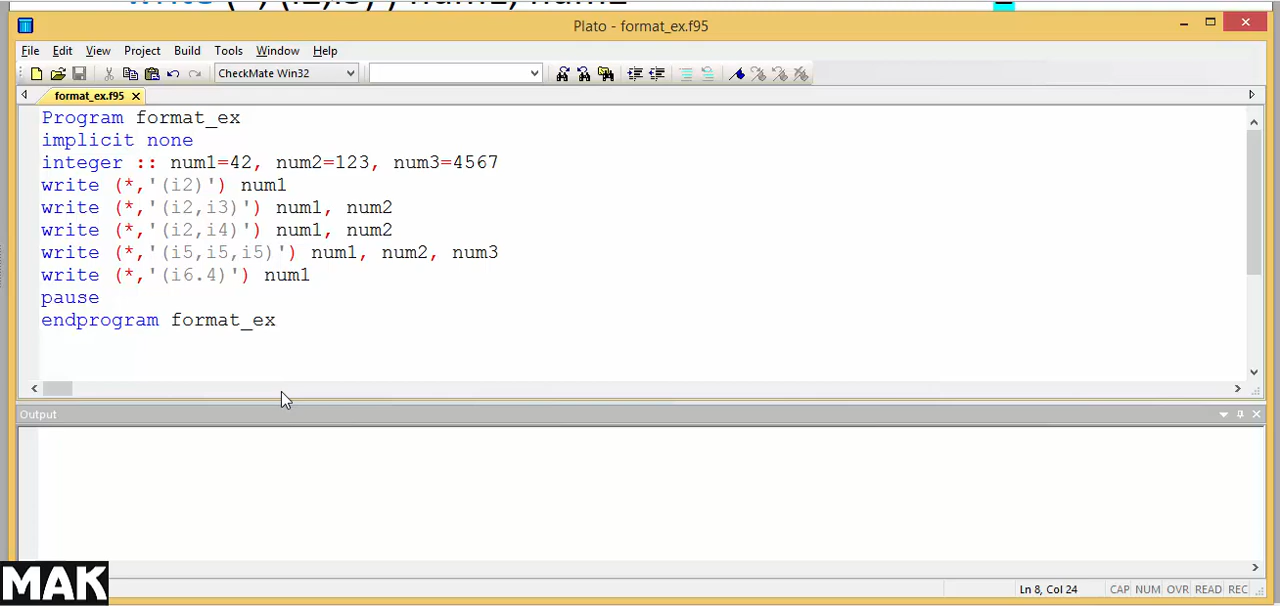 Plato - format_ex.f95
File Edit View Project Build Tools Window Help
CheckMate Win32
format_ex.f95
Program format_ex
implicit none
integer :: num1=42, num2=123, num3=4567
write (*,'(i2)') num1
write (*,'(i2,i3)') num1, num2
write (*,'(i2,i4)') num1, num2
write (*,'(i5,i5,i5)') num1, num2, num3
write (*,'(i6.4)') num1
pause
endprogram format_ex
Output
MAK
Ln 8, Col 24 CAP NUM OVR READ REC